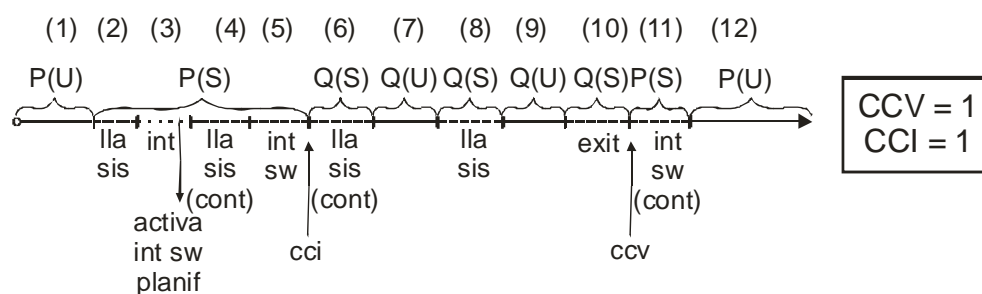 (1) (2) (3) (4) (5) (6) (7) (8) (9) (10) (11) (12)
P(U) P(S) Q(S) Q(U) Q(S) Q(U) Q(S) P(S) P(U)
lla sis
int
lla sis (cont)
int sw
lla sis (cont)
lla sis
exit
int sw (cont)
activa int sw planif
cci
ccv
CCV = 1
CCI = 1